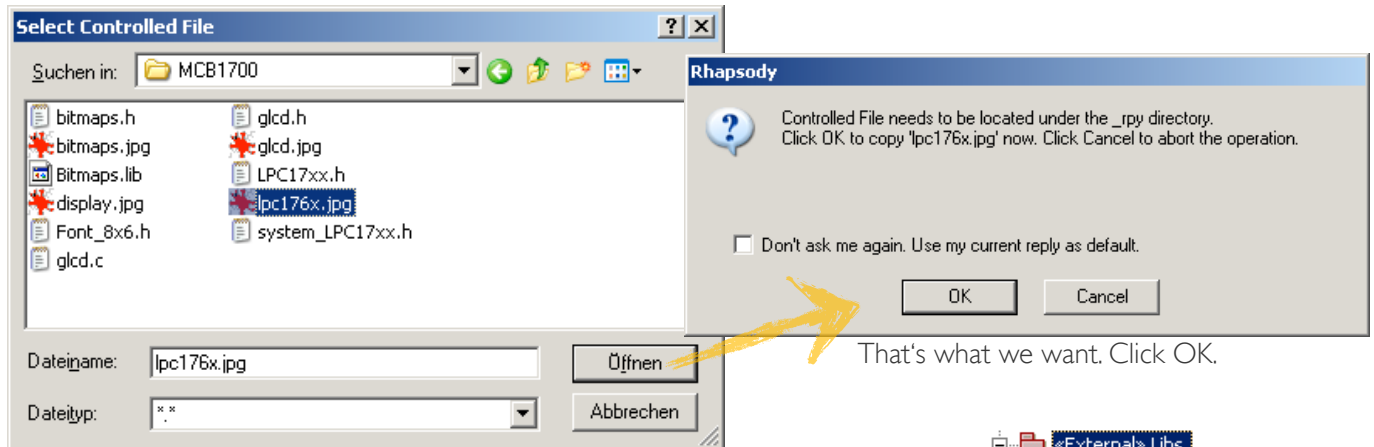 Select Controlled File
Suchen in: MCB1700
bitmaps.h
bitmaps.jpg
Bitmaps.lib
display.jpg
Font_8x6.h
glcd.c
glcd.h
glcd.jpg
LPC17xx.h
lpc176x.jpg
system_LPC17xx.h
Dateiname: lpc176x.jpg Öffnen
Dateityp: *.* Abbrechen
Rhapsody
Controlled File needs to be located under the _rpy directory.
Click OK to copy 'lpc176x.jpg' now. Click Cancel to abort the operation.
Don't ask me again. Use my current reply as default.
OK Cancel
That's what we want. Click OK.
«External» Libs